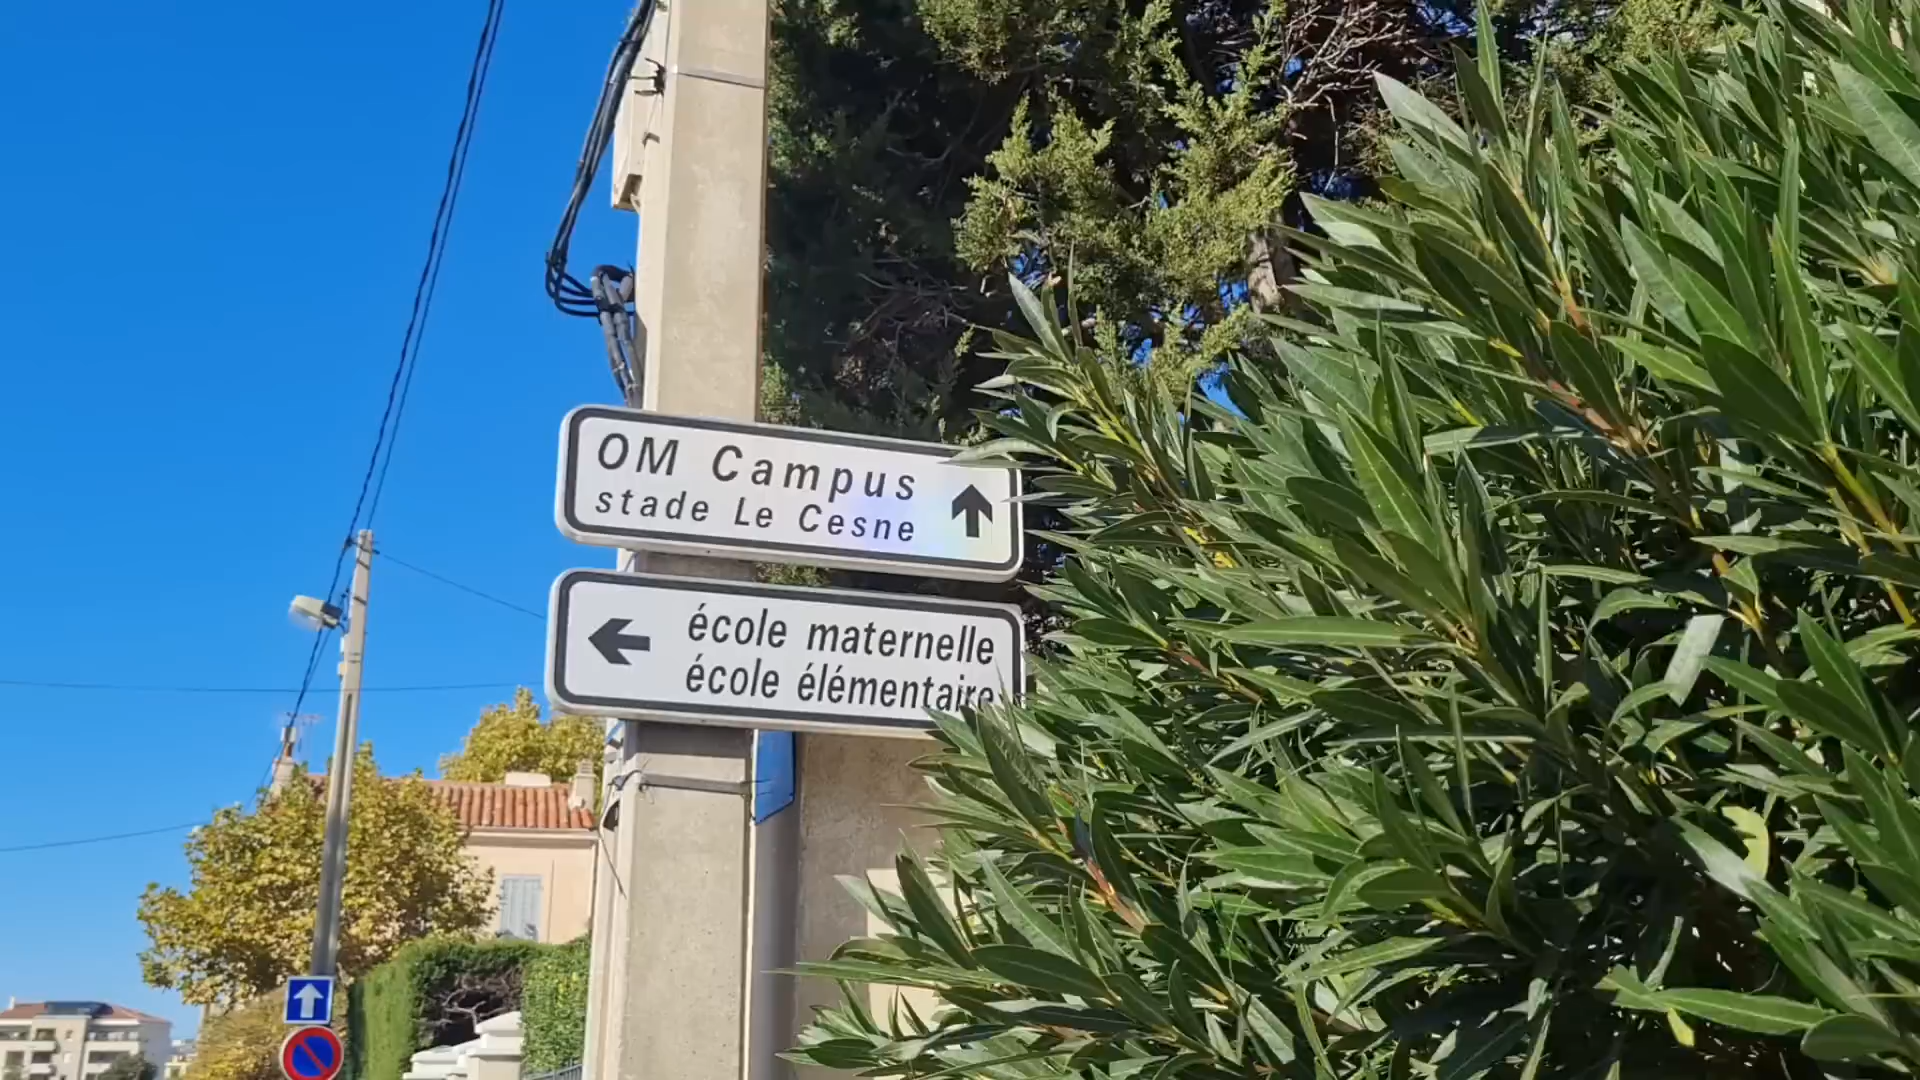 OM Campus
stade Le Cesne
école maternelle
école élémentaire